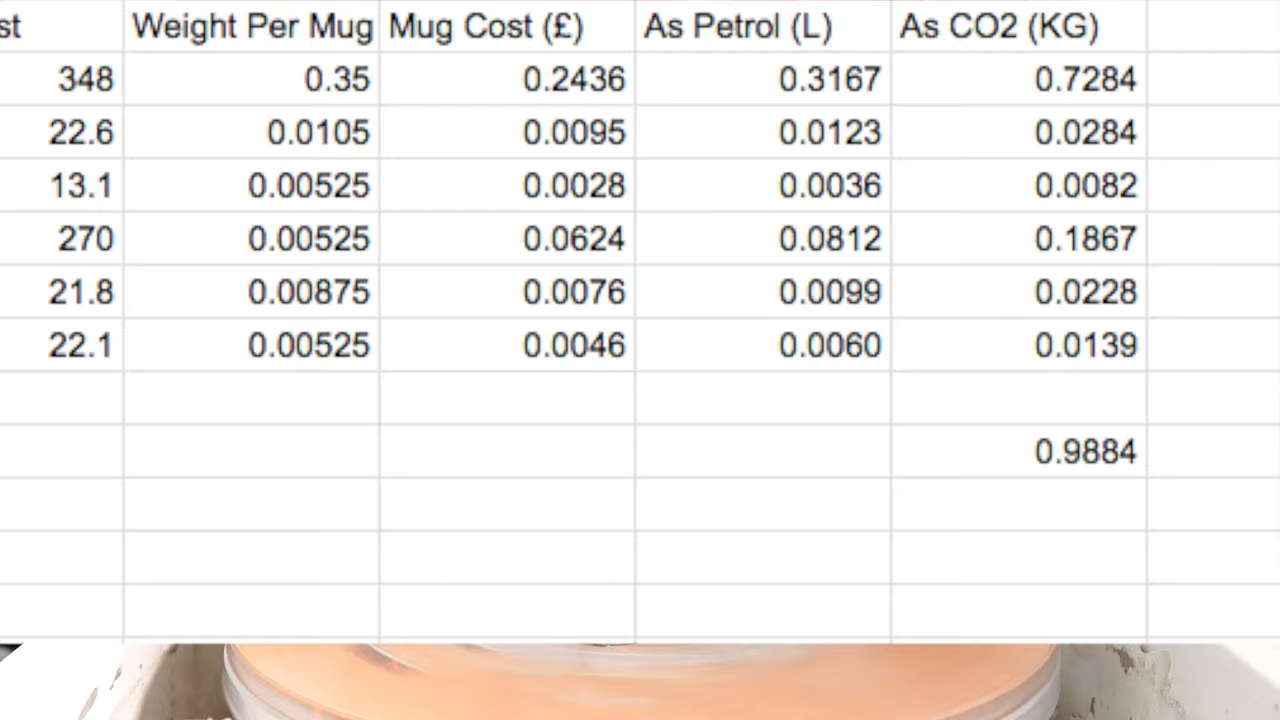 st Weight Per Mug Mug Cost (£) As Petrol (L) As CO2 (KG)
348 0.35 0.2436 0.3167 0.7284
22.6 0.0105 0.0095 0.0123 0.0284
13.1 0.00525 0.0028 0.0036 0.0082
270 0.00525 0.0624 0.0812 0.1867
21.8 0.00875 0.0076 0.0099 0.0228
22.1 0.00525 0.0046 0.0060 0.0139
0.9884